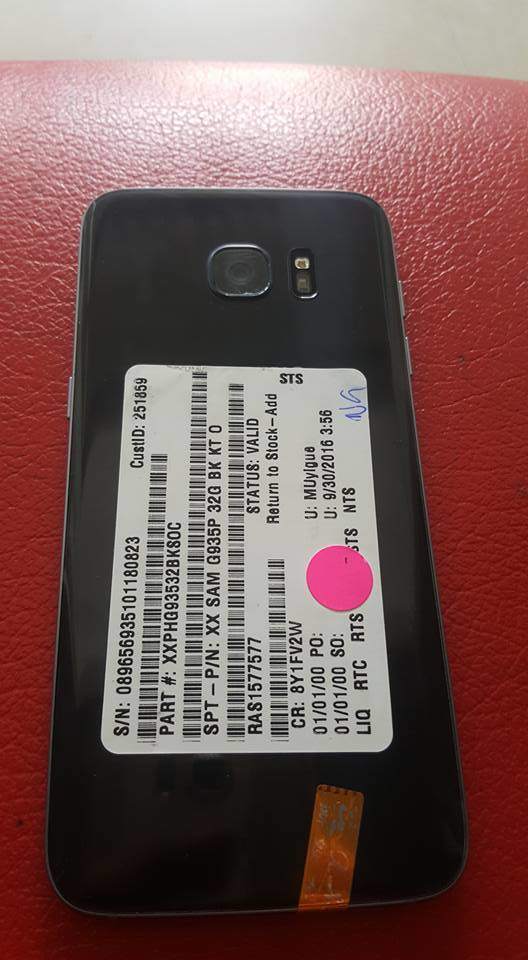 STS
CustID: 251859
S/N: 089656935101180823
PART #: XXPHG93532BKSOC
SPT-P/N: XX SAM G935P 32G BK KT O
STATUS: VALID
RAS1577577
Return to Stock-Add
CR: 8Y1FV2W
U: MUyigue
01/01/00 PO:
U: 9/30/2016 3:56
01/01/00 SO:
STS
LIQ RTC RTS NTS